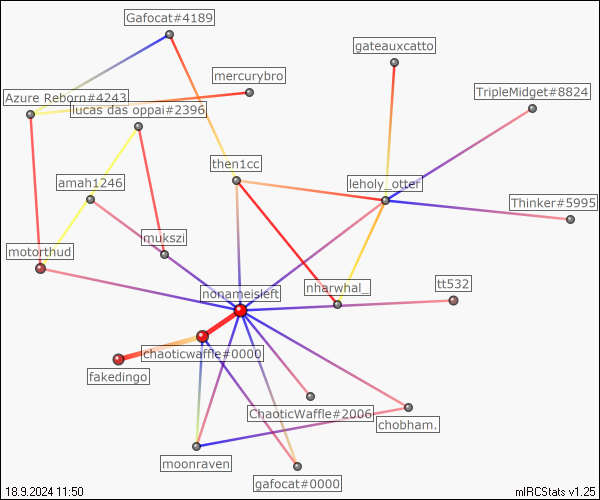 Gafocat#4189
gateauxcatto
mercurybro
TripleMidget#8824
Azure Reborn#4243
lucas das oppai#2396
then1cc
amah1246
leholy_otter
Thinker#5995
mukszi
motorthud
nonameisleft
nharwhal_
tt532
chaoticwaffle#0000
fakedingo
ChaoticWaffle#2006
chobham.
moonraven
gafocat#0000
18.9.2024 11:50
mIRCStats v1.25